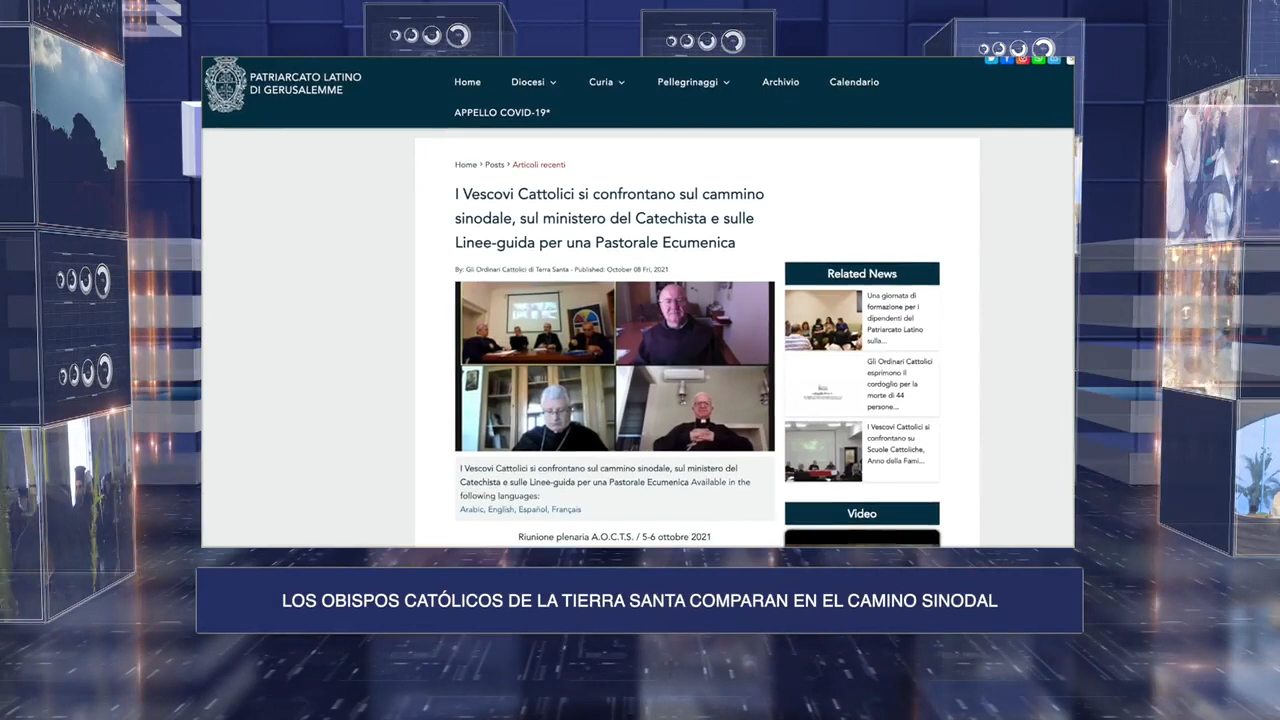 PATRIARCATO LATINO
DI GERUSALEMME
Home
Diocesi
Curia
Pellegrinaggi
Archivio
Calendario
APPELLO COVID-19*
Home > Posts > Articoli recenti
I Vescovi Cattolici si confrontano sul cammino
sinodale, sul ministero del Catechista e sulle
Linee-guida per una Pastorale Ecumenica
By: Gli Ordinari Cattolici di Terra Santa - Published: October 08 Fri, 2021
I Vescovi Cattolici si confrontano sul cammino sinodale, sul ministero del
Catechista e sulle Linee-guida per una Pastorale Ecumenica Available in the
following languages:
Arabic, English, Español, Français
Riunione plenaria A.O.C.T.S. / 5-6 ottobre 2021
Related News
Una giornata di
formazione per i
dipendenti del
Patriarcato Latino
sulla...
Gli Ordinari Cattolici
esprimono il
cordoglio per la
morte di 44
persone...
I Vescovi Cattolici si
confrontano su
Scuole Cattoliche,
Anno della Fami...
Video
LOS OBISPOS CATÓLICOS DE LA TIERRA SANTA COMPARAN EN EL CAMINO SINODAL